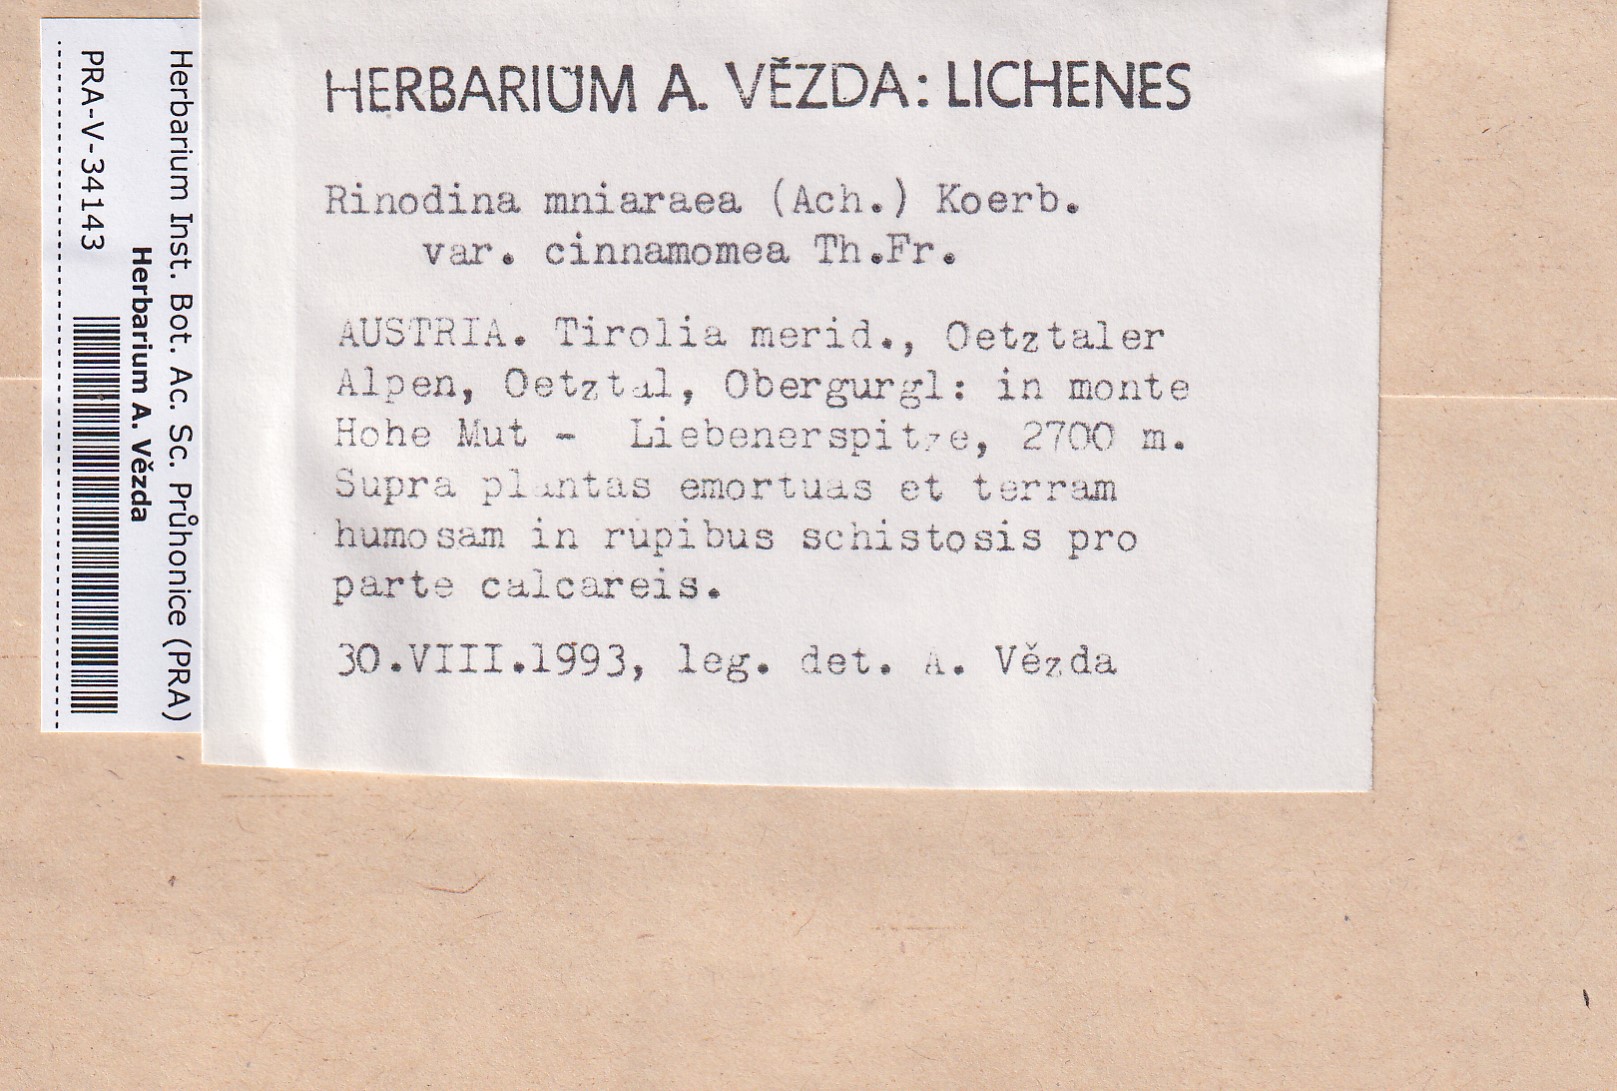 HERBARIUM A. VĚZDA: LICHENES
Rinodina mniaraea (Ach.) Koerb.
var. cinnamomea Th.Fr.
AUSTRIA. Tirolia merid., Oetztaler
Alpen, Oetztal, Obergurgl: in monte
Hohe Mut - Liebenerspitze, 2700 m.
Supra plantas emortuas et terram
humosam in rupibus schistosis pro
parte calcareis.
30.VIII.1993, leg. det. A. Vězda
Herbarium Inst. Bot. Ac. Sc. Průhonice (PRA)
Herbarium A. Vězda
PRA-V-34143